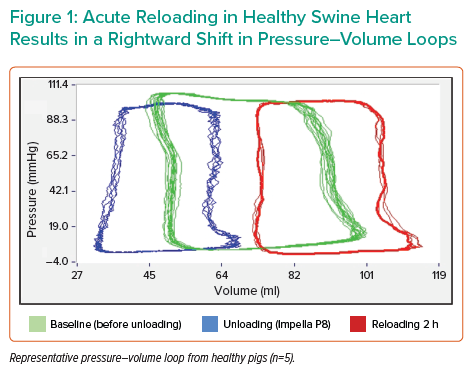 Figure 1: Acute Reloading in Healthy Swine Heart
Results in a Rightward Shift in Pressure–Volume Loops
111.4
88.3
65.2
42.1
19.0
−4.0
Pressure (mmHg)
27 45 64 82 101 119
Volume (ml)
Baseline (before unloading) Unloading (Impella P8) Reloading 2 h
Representative pressure–volume loop from healthy pigs (n=5).